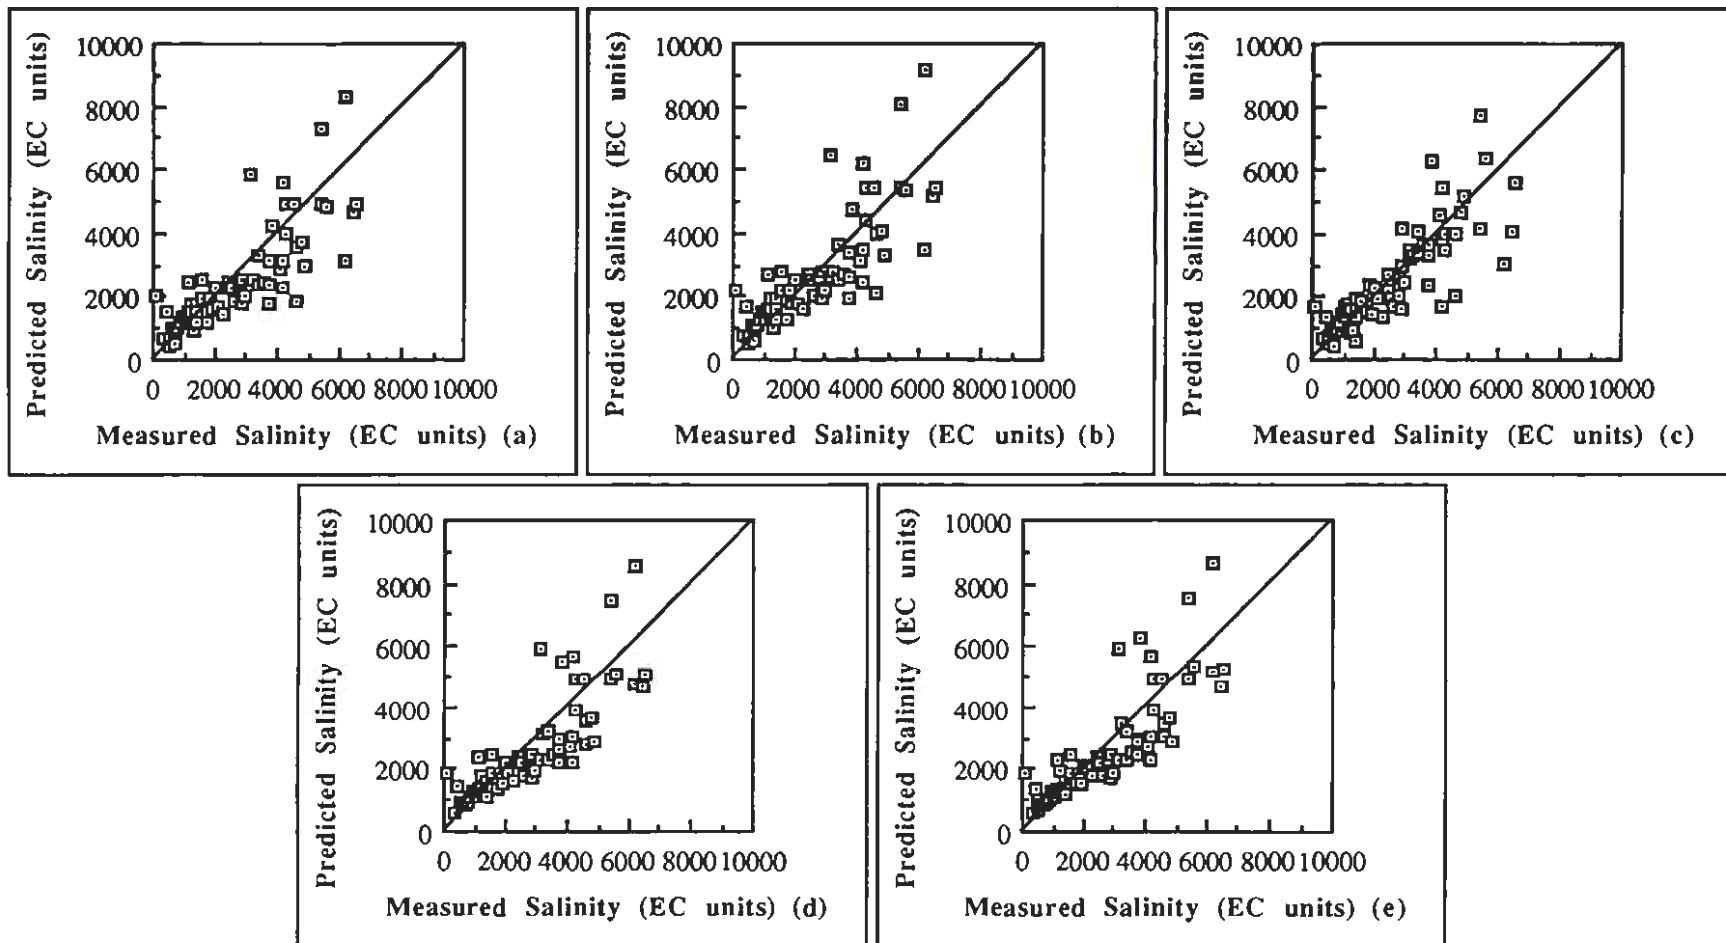 Predicted Salinity (EC units)
10000
8000
6000
4000
2000
0
0 2000 4000 6000 8000 10000
Measured Salinity (EC units) (a)
Predicted Salinity (EC units)
10000
8000
6000
4000
2000
0
0 2000 4000 6000 8000 10000
Measured Salinity (EC units) (b)
Predicted Salinity (EC units)
10000
8000
6000
4000
2000
0
0 2000 4000 6000 8000 10000
Measured Salinity (EC units) (c)
Predicted Salinity (EC units)
10000
8000
6000
4000
2000
0
0 2000 4000 6000 8000 10000
Measured Salinity (EC units) (d)
Predicted Salinity (EC units)
10000
8000
6000
4000
2000
0
0 2000 4000 6000 8000 10000
Measured Salinity (EC units) (e)